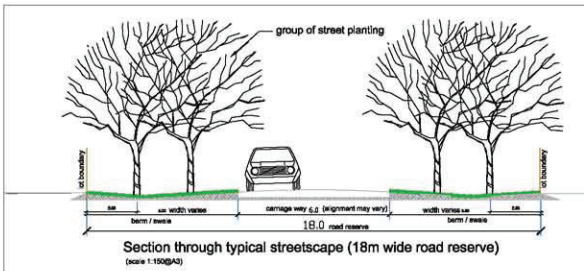 group of street planting
lot boundary
lot boundary
width varies
carriage way 6.0 (alignment may vary)
width varies
berm / swale
berm / swale
18.0 road reserve
Section through typical streetscape (18m wide road reserve)
(scale 1:150@A3)